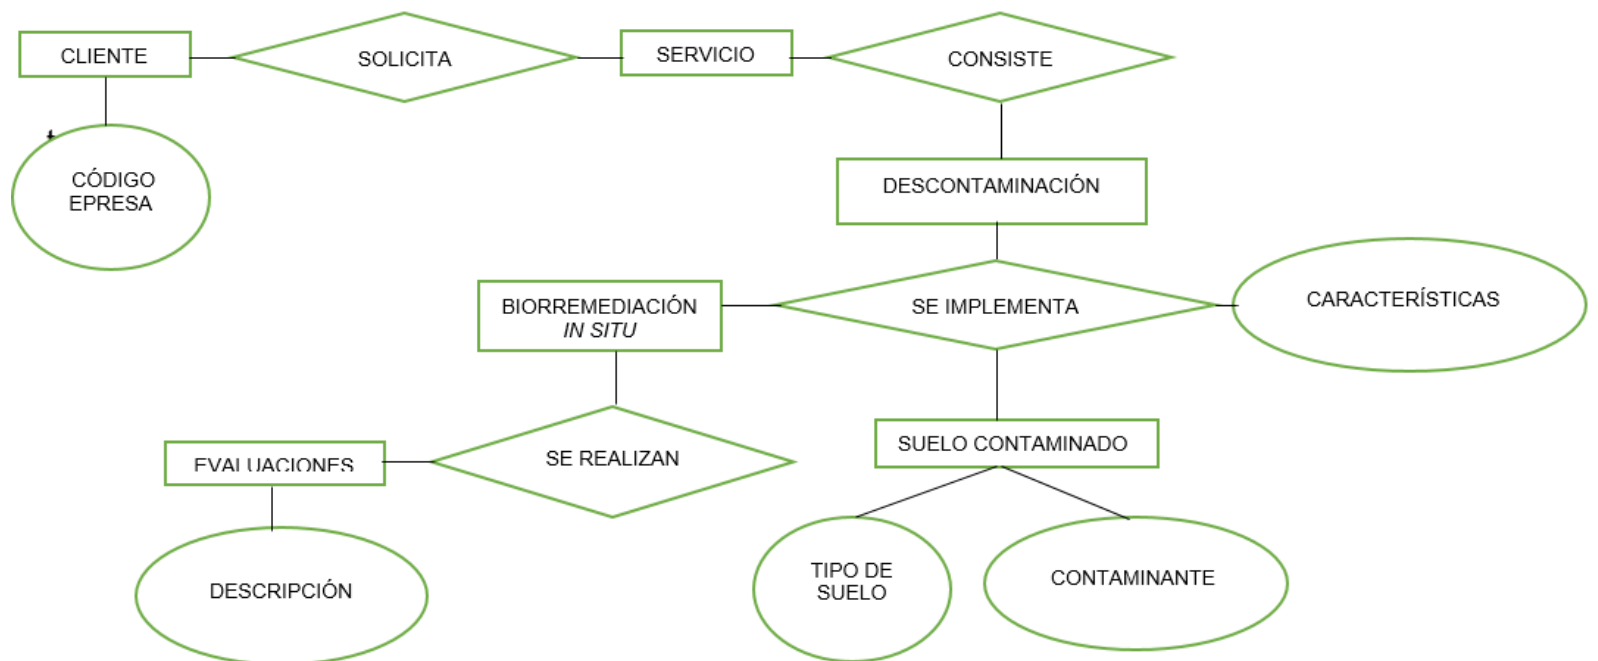 CLIENTE
SOLICITA
SERVICIO
CONSISTE
CÓDIGO
EPRESA
DESCONTAMINACIÓN
BIORREMEDIACIÓN
IN SITU
SE IMPLEMENTA
CARACTERÍSTICAS
EVALUACIONES
SE REALIZAN
SUELO CONTAMINADO
DESCRIPCIÓN
TIPO DE
SUELO
CONTAMINANTE